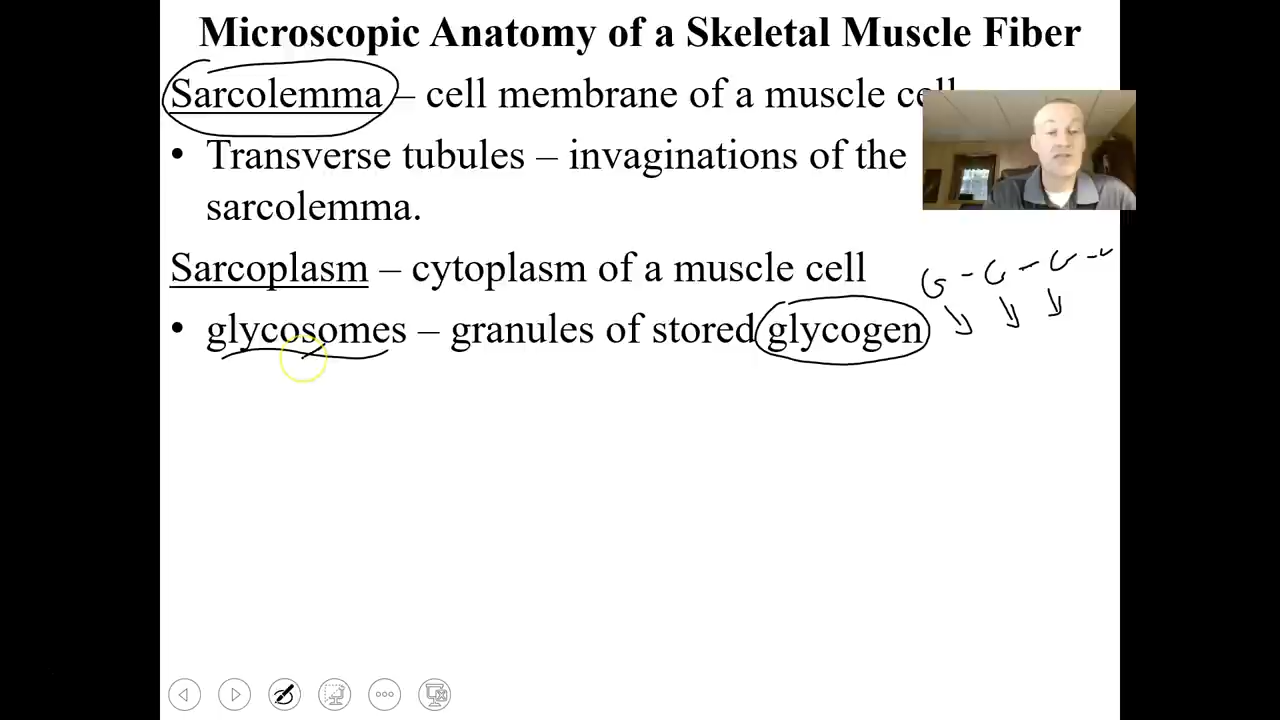 Microscopic Anatomy of a Skeletal Muscle Fiber
Sarcolemma – cell membrane of a muscle cell
• Transverse tubules – invaginations of the
sarcolemma.
Sarcoplasm – cytoplasm of a muscle cell
G - G - G -
• glycosomes – granules of stored glycogen